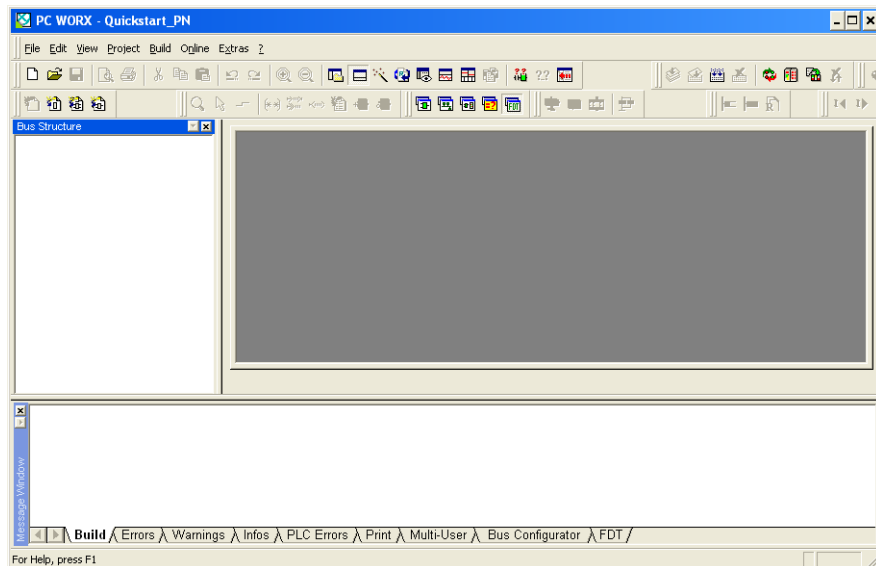 PC WORX - Quickstart_PN
File Edit View Project Build Online Extras ?
Bus Structure
Message Window
Build Errors Warnings Infos PLC Errors Print Multi-User Bus Configurator FDT
For Help, press F1